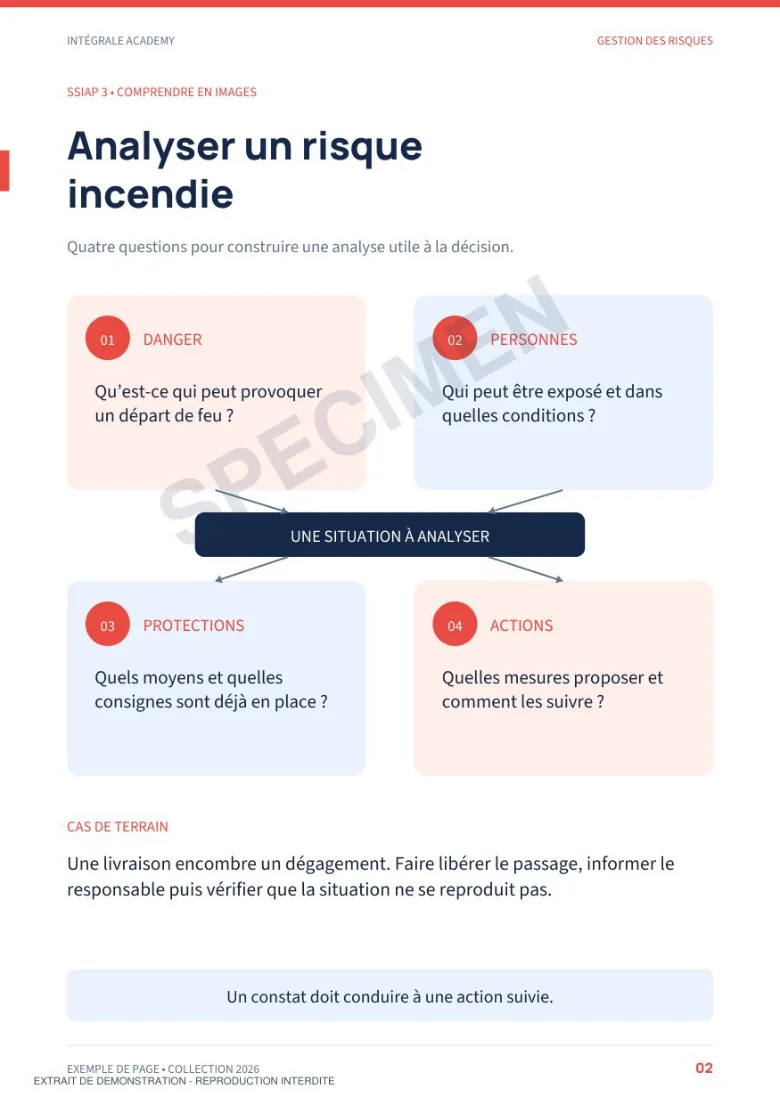 INTÉGRALE ACADEMY
GESTION DES RISQUES
SSIAP 3 • COMPRENDRE EN IMAGES
Analyser un risque
incendie
Quatre questions pour construire une analyse utile à la décision.
01 DANGER
Qu’est-ce qui peut provoquer
un départ de feu ?
02 PERSONNES
Qui peut être exposé et dans
quelles conditions ?
SPECIMEN
UNE SITUATION À ANALYSER
03 PROTECTIONS
Quels moyens et quelles
consignes sont déjà en place ?
04 ACTIONS
Quelles mesures proposer et
comment les suivre ?
CAS DE TERRAIN
Une livraison encombre un dégagement. Faire libérer le passage, informer le
responsable puis vérifier que la situation ne se reproduit pas.
Un constat doit conduire à une action suivie.
EXEMPLE DE PAGE • COLLECTION 2026
02
EXTRAIT DE DEMONSTRATION - REPRODUCTION INTERDITE